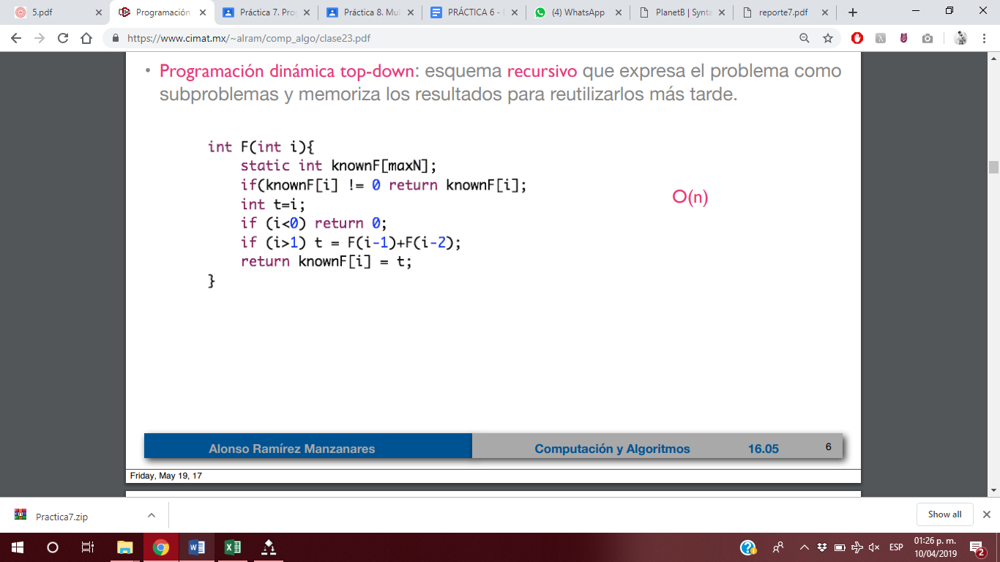 5.pdf
Programación
Práctica 7. Pro
Práctica 8. Mul
PRÁCTICA 6 -
(4) WhatsApp
PlanetB | Synta
reporte7.pdf
https://www.cimat.mx/~alram/comp_algo/clase23.pdf
• Programación dinámica top-down: esquema recursivo que expresa el problema como
subproblemas y memoriza los resultados para reutilizarlos más tarde.
int F(int i){
static int knownF[maxN];
if(knownF[i] != 0 return knownF[i];
int t=i;
if (i<0) return 0;
if (i>1) t = F(i-1)+F(i-2);
return knownF[i] = t;
}
O(n)
Alonso Ramírez Manzanares
Computación y Algoritmos
16.05
6
Friday, May 19, 17
Practica7.zip
Show all
ESP
01:26 p. m.
10/04/2019
2